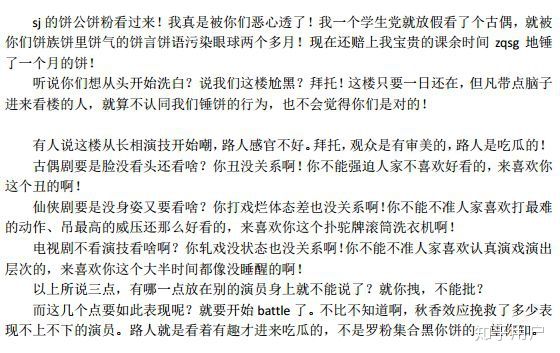 sj 的饼公饼粉看过来！我真是被你们恶心透了！我一个学生党就放假看了个古偶，就被
你们饼族饼里饼气的饼言饼语污染眼球两个多月！现在还赔上我宝贵的课余时间 zqsg 地锤
了一个月的饼！
听说你们想从头开始洗白？说我们这楼尬黑？拜托！这楼只要一日还在，但凡带点脑子
进来看楼的人，就算不认同我们锤饼的行为，也不会觉得你们是对的！
有人说这楼从长相演技开始嘲，路人感官不好。拜托，观众是有审美的，路人是吃瓜的！
古偶剧要是脸没看头还看啥？你丑没关系啊！你不能强迫人家不喜欢好看的，来喜欢你
这个丑的啊！
仙侠剧要是没身姿又要看啥？你打戏烂体态差也没关系啊！你不能不准人家喜欢打最难
的动作、吊最高的威压还那么好看的，来喜欢你这个扑驼牌滚筒洗衣机啊！
电视剧不看演技看啥啊？你轧戏没状态也没关系啊！你不能不准人家喜欢认真演戏演出
层次的，来喜欢你这个大半时间都像没睡醒的啊！
以上所说三点，有哪一点放在别的演员身上就不能说了？就你拽，不能批？
而这几个点要如此表现呢？就要开始 battle 了。不比不知道啊，秋香效应挽救了多少表
现不上不下的演员。路人就是看着有趣才进来吃瓜的，不是罗粉集合黑你饼的，望你知。
知乎用户